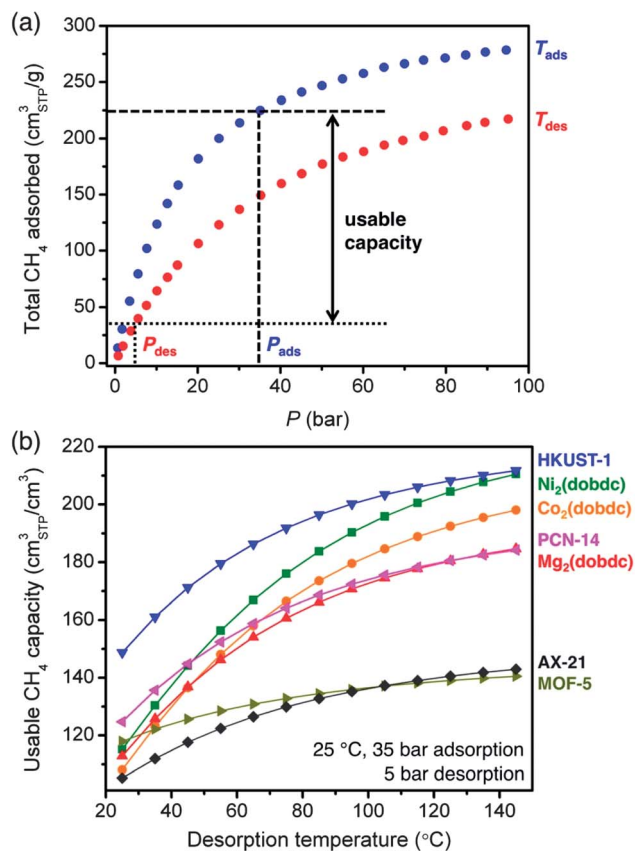 (a)
300
250
200
150
100
50
0
Total CH4 adsorbed (cm3STP/g)
Tads
Tdes
usable
capacity
Pdes
Pads
0 20 40 60 80 100
P (bar)
(b)
220
200
180
160
140
120
Usable CH4 capacity (cm3STP/cm3)
HKUST-1
Ni2(dobdc)
Co2(dobdc)
PCN-14
Mg2(dobdc)
AX-21
MOF-5
25 °C, 35 bar adsorption
5 bar desorption
20 40 60 80 100 120 140
Desorption temperature (°C)